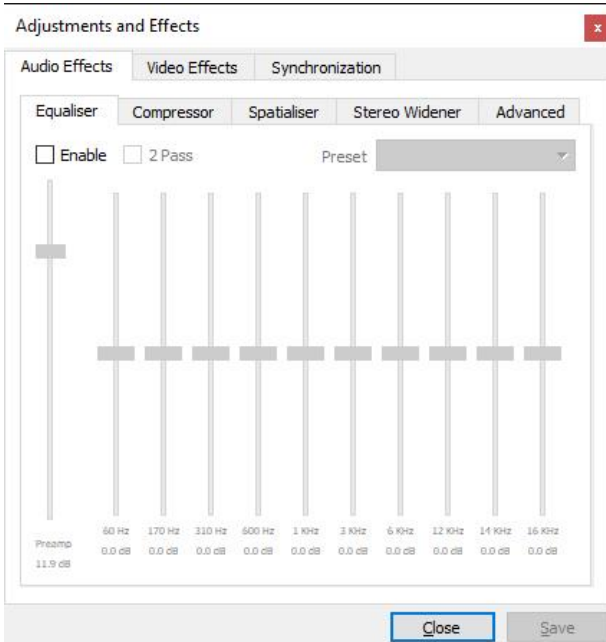 Adjustments and Effects
x
Audio Effects Video Effects Synchronization
Equaliser Compressor Spatialiser Stereo Widener Advanced
Enable 2 Pass Preset
60 Hz 170 Hz 310 Hz 600 Hz 1 KHz 3 KHz 6 KHz 12 KHz 14 KHz 16 KHz
Preamp
0.0 dB 0.0 dB 0.0 dB 0.0 dB 0.0 dB 0.0 dB 0.0 dB 0.0 dB 0.0 dB 0.0 dB
11.9 dB
Close Save